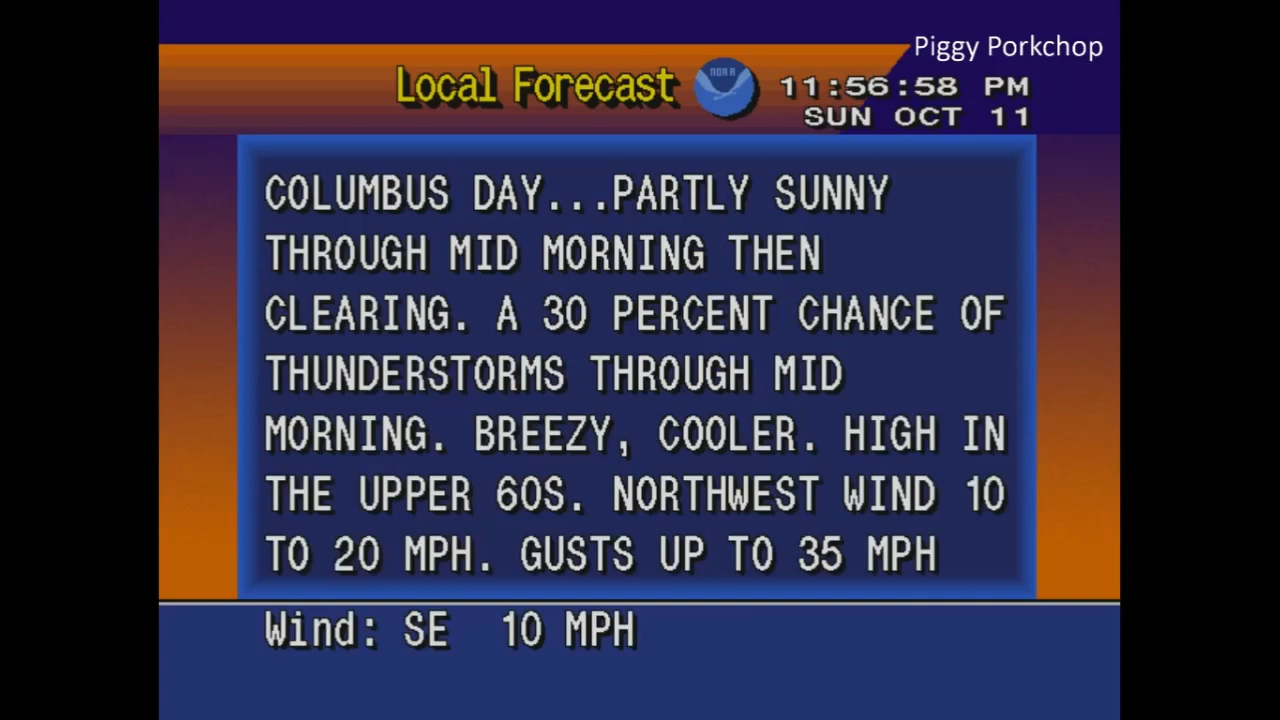 Piggy Porkchop
Local Forecast
NOAA
11:56:58 PM
SUN OCT 11
COLUMBUS DAY...PARTLY SUNNY
THROUGH MID MORNING THEN
CLEARING. A 30 PERCENT CHANCE OF
THUNDERSTORMS THROUGH MID
MORNING. BREEZY, COOLER. HIGH IN
THE UPPER 60S. NORTHWEST WIND 10
TO 20 MPH. GUSTS UP TO 35 MPH
Wind: SE 10 MPH